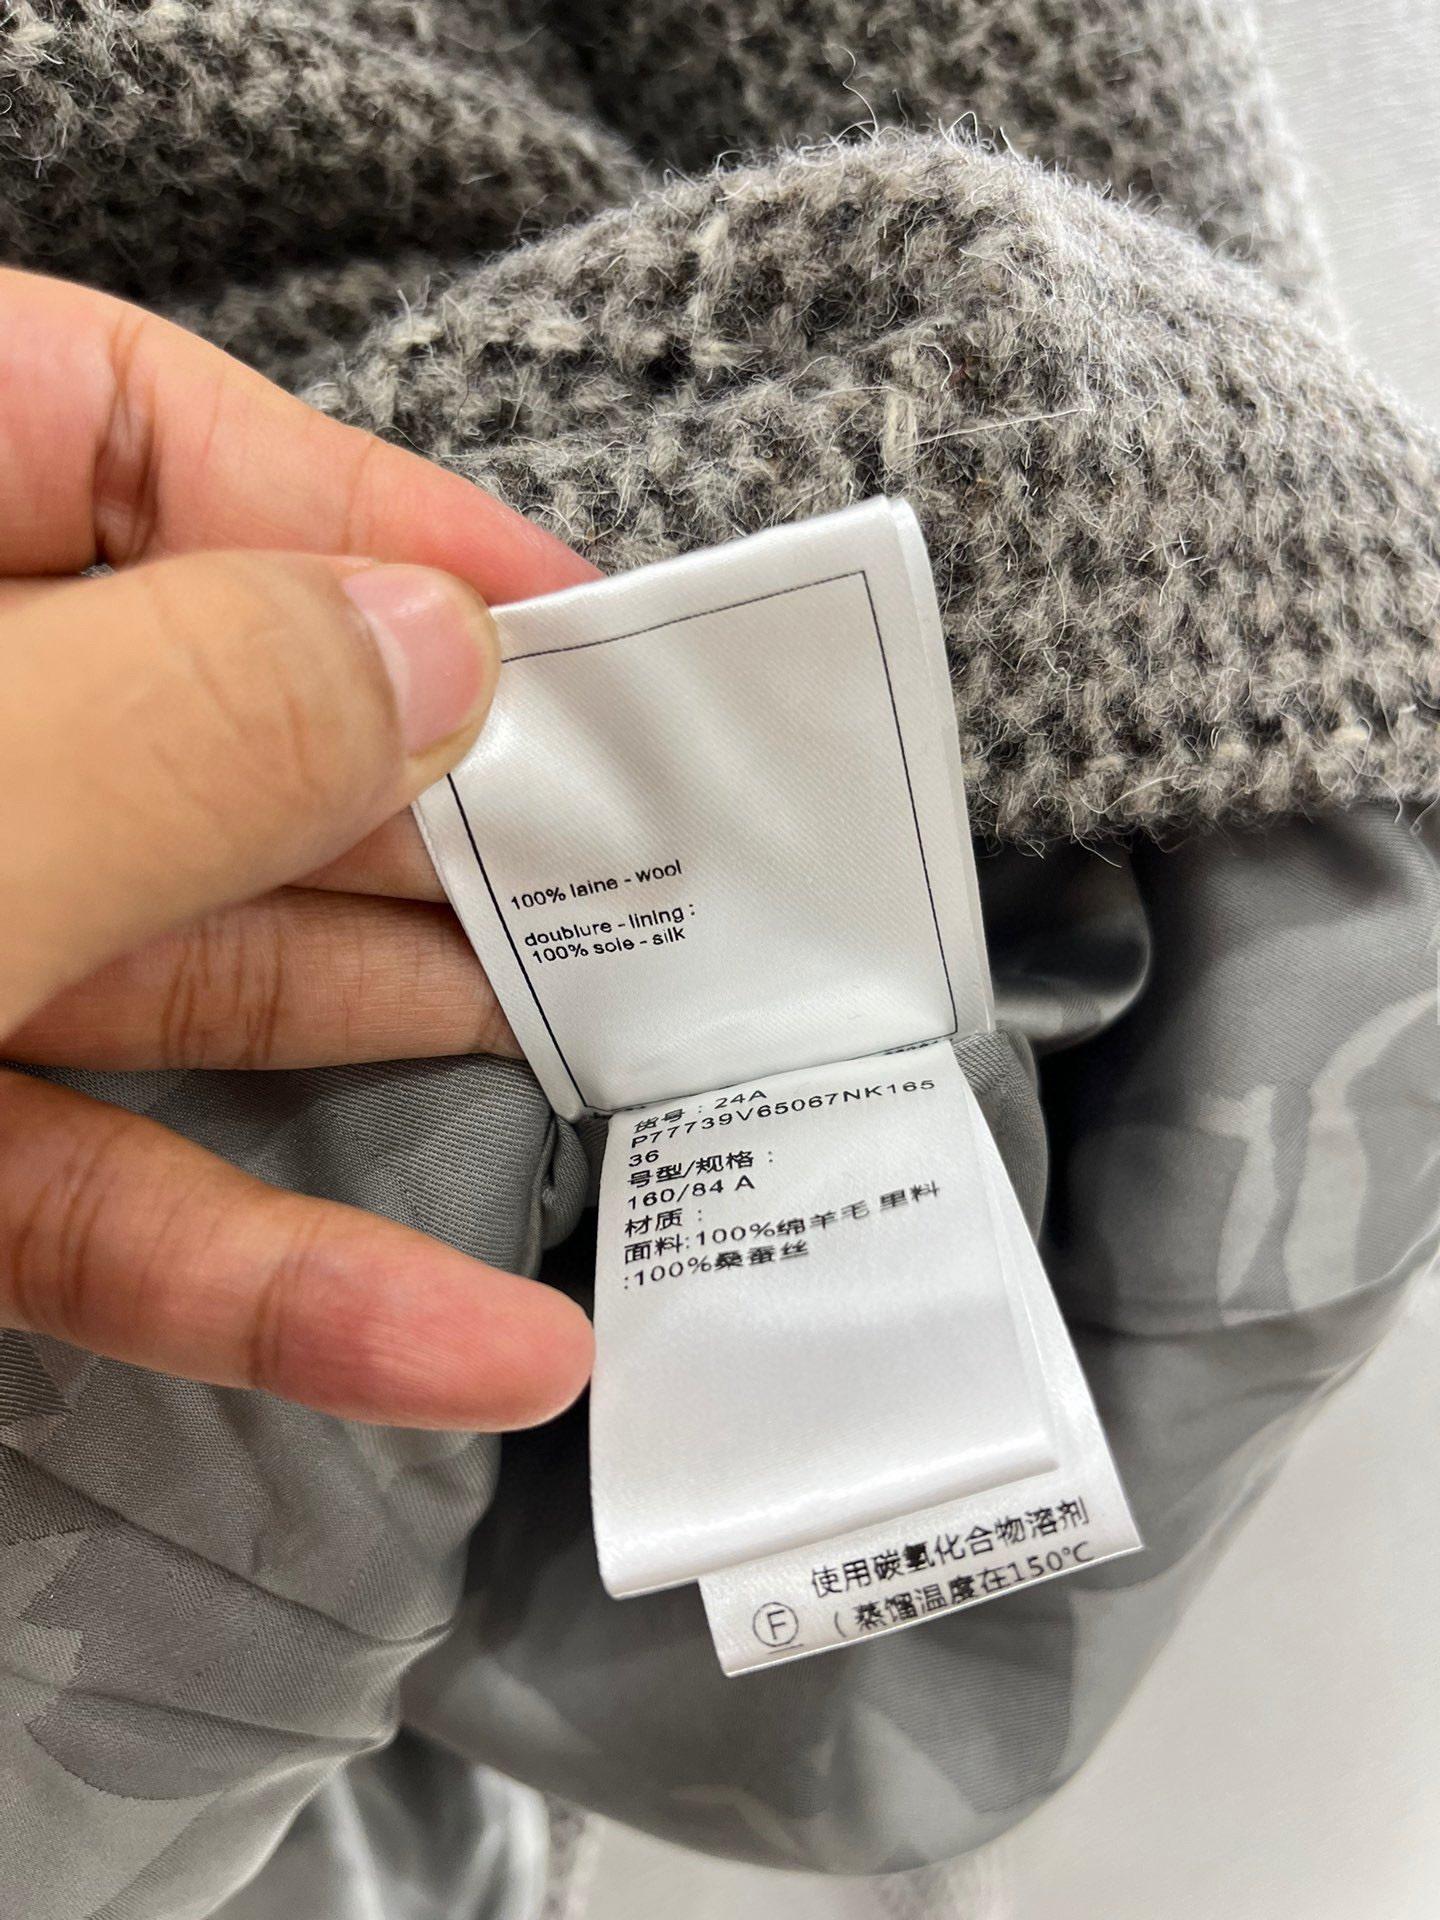 100% laine - wool
doublure - lining :
100% soie - silk
货号 : 24A
P77739V65067NK165
36
号型/规格 :
160/84 A
材质 :
面料:100%绵羊毛 里料
:100%桑蚕丝
使用碳氢化合物溶剂
F (蒸馏温度在150℃